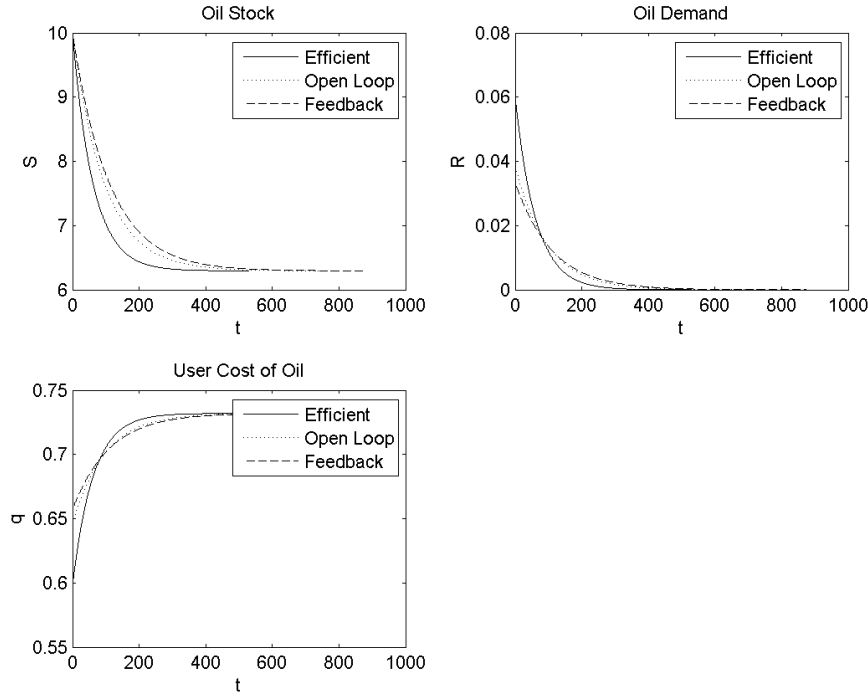 Oil Stock
10
9
8
7
6
S
0 200 400 600 800 1000
t
Efficient
Open Loop
Feedback
Oil Demand
0.08
0.06
0.04
0.02
0
R
0 200 400 600 800 1000
t
Efficient
Open Loop
Feedback
User Cost of Oil
0.75
0.7
0.65
0.6
0.55
q
0 200 400 600 800 1000
t
Efficient
Open Loop
Feedback